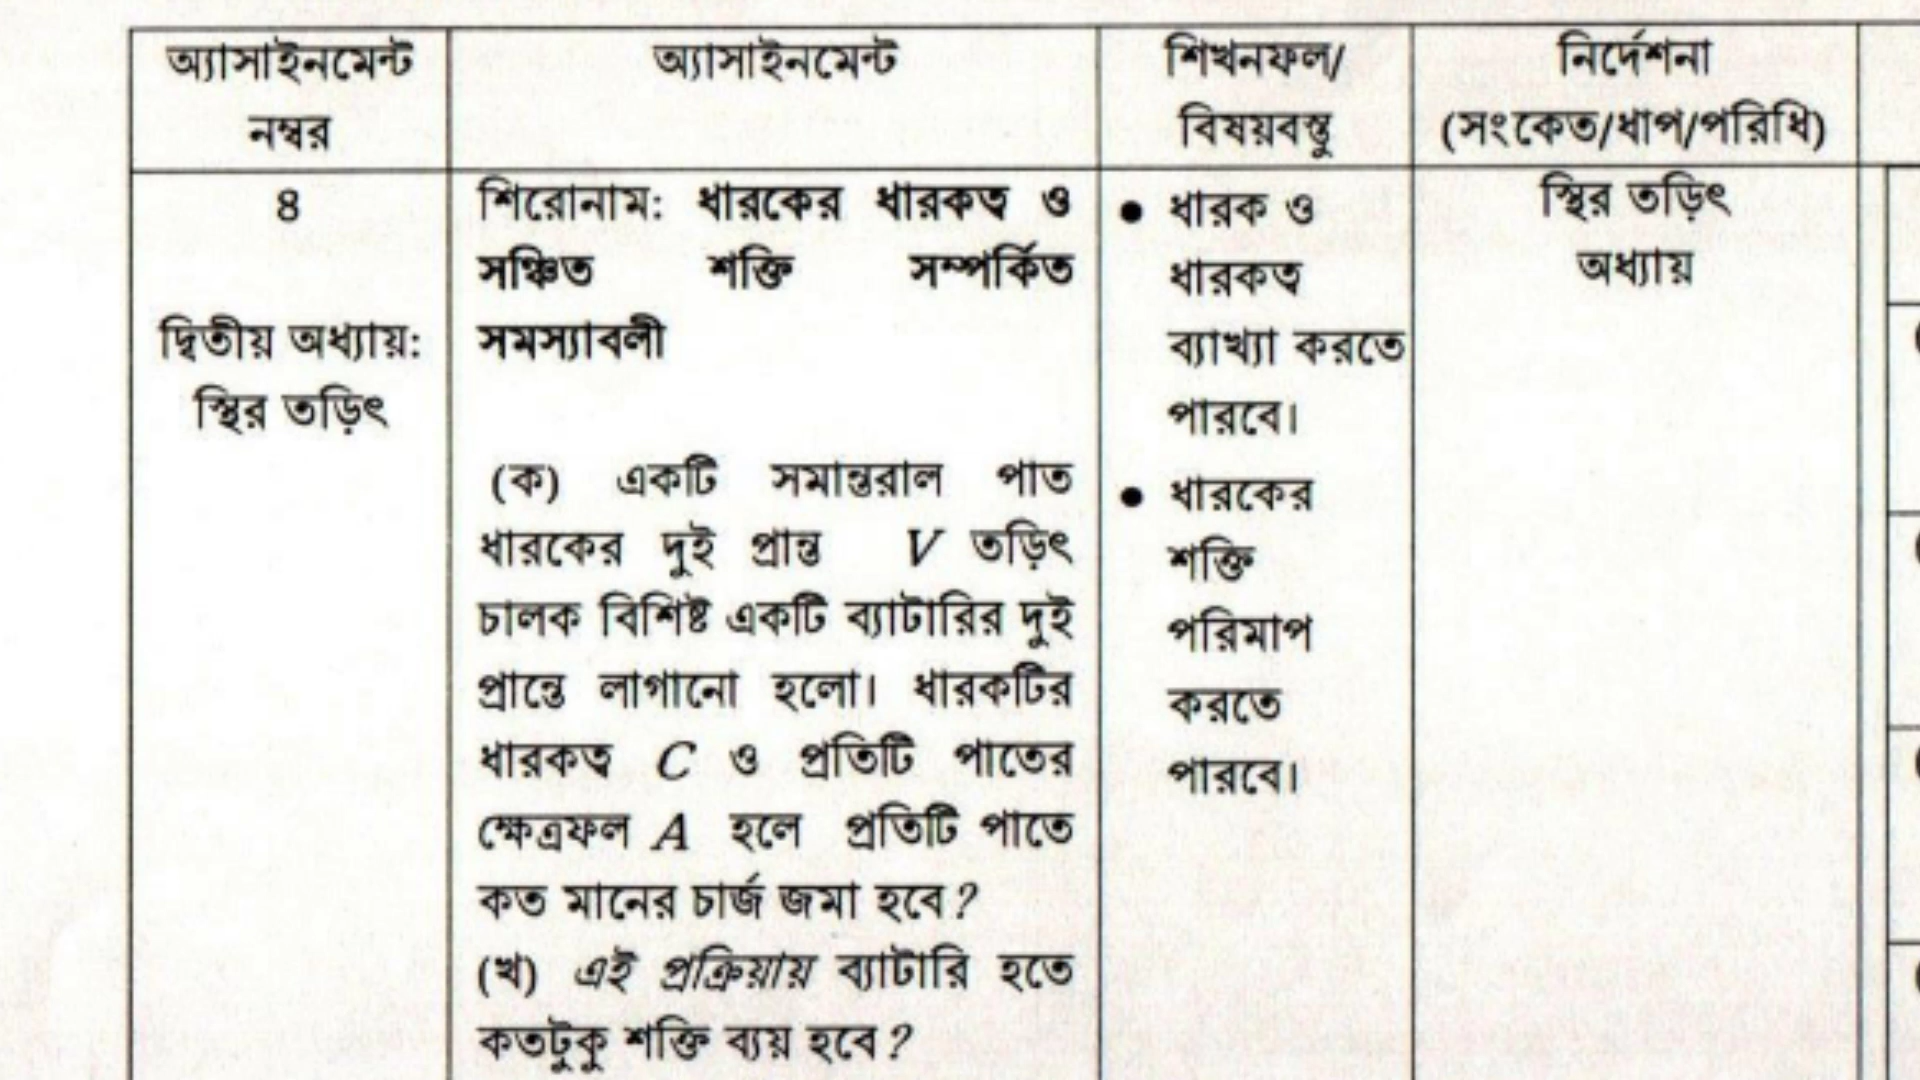 অ্যাসাইনমেন্ট
নম্বর
অ্যাসাইনমেন্ট
শিখনফল/
বিষয়বস্তু
নির্দেশনা
(সংকেত/ধাপ/পরিধি)
৪
দ্বিতীয় অধ্যায়:
স্থির তড়িৎ
শিরোনাম: ধারকের ধারকত্ব ও
সঞ্চিত শক্তি সম্পর্কিত
সমস্যাবলী
(ক) একটি সমান্তরাল পাত
ধারকের দুই প্রান্ত V তড়িৎ
চালক বিশিষ্ট একটি ব্যাটারির দুই
প্রান্তে লাগানো হলো। ধারকটির
ধারকত্ব C ও প্রতিটি পাতের
ক্ষেত্রফল A হলে প্রতিটি পাতে
কত মানের চার্জ জমা হবে?
(খ) এই প্রক্রিয়ায় ব্যাটারি হতে
কতটুকু শক্তি ব্যয় হবে?
● ধারক ও
ধারকত্ব
ব্যাখ্যা করতে
পারবে।
● ধারকের
শক্তি
পরিমাপ
করতে
পারবে।
স্থির তড়িৎ
অধ্যায়